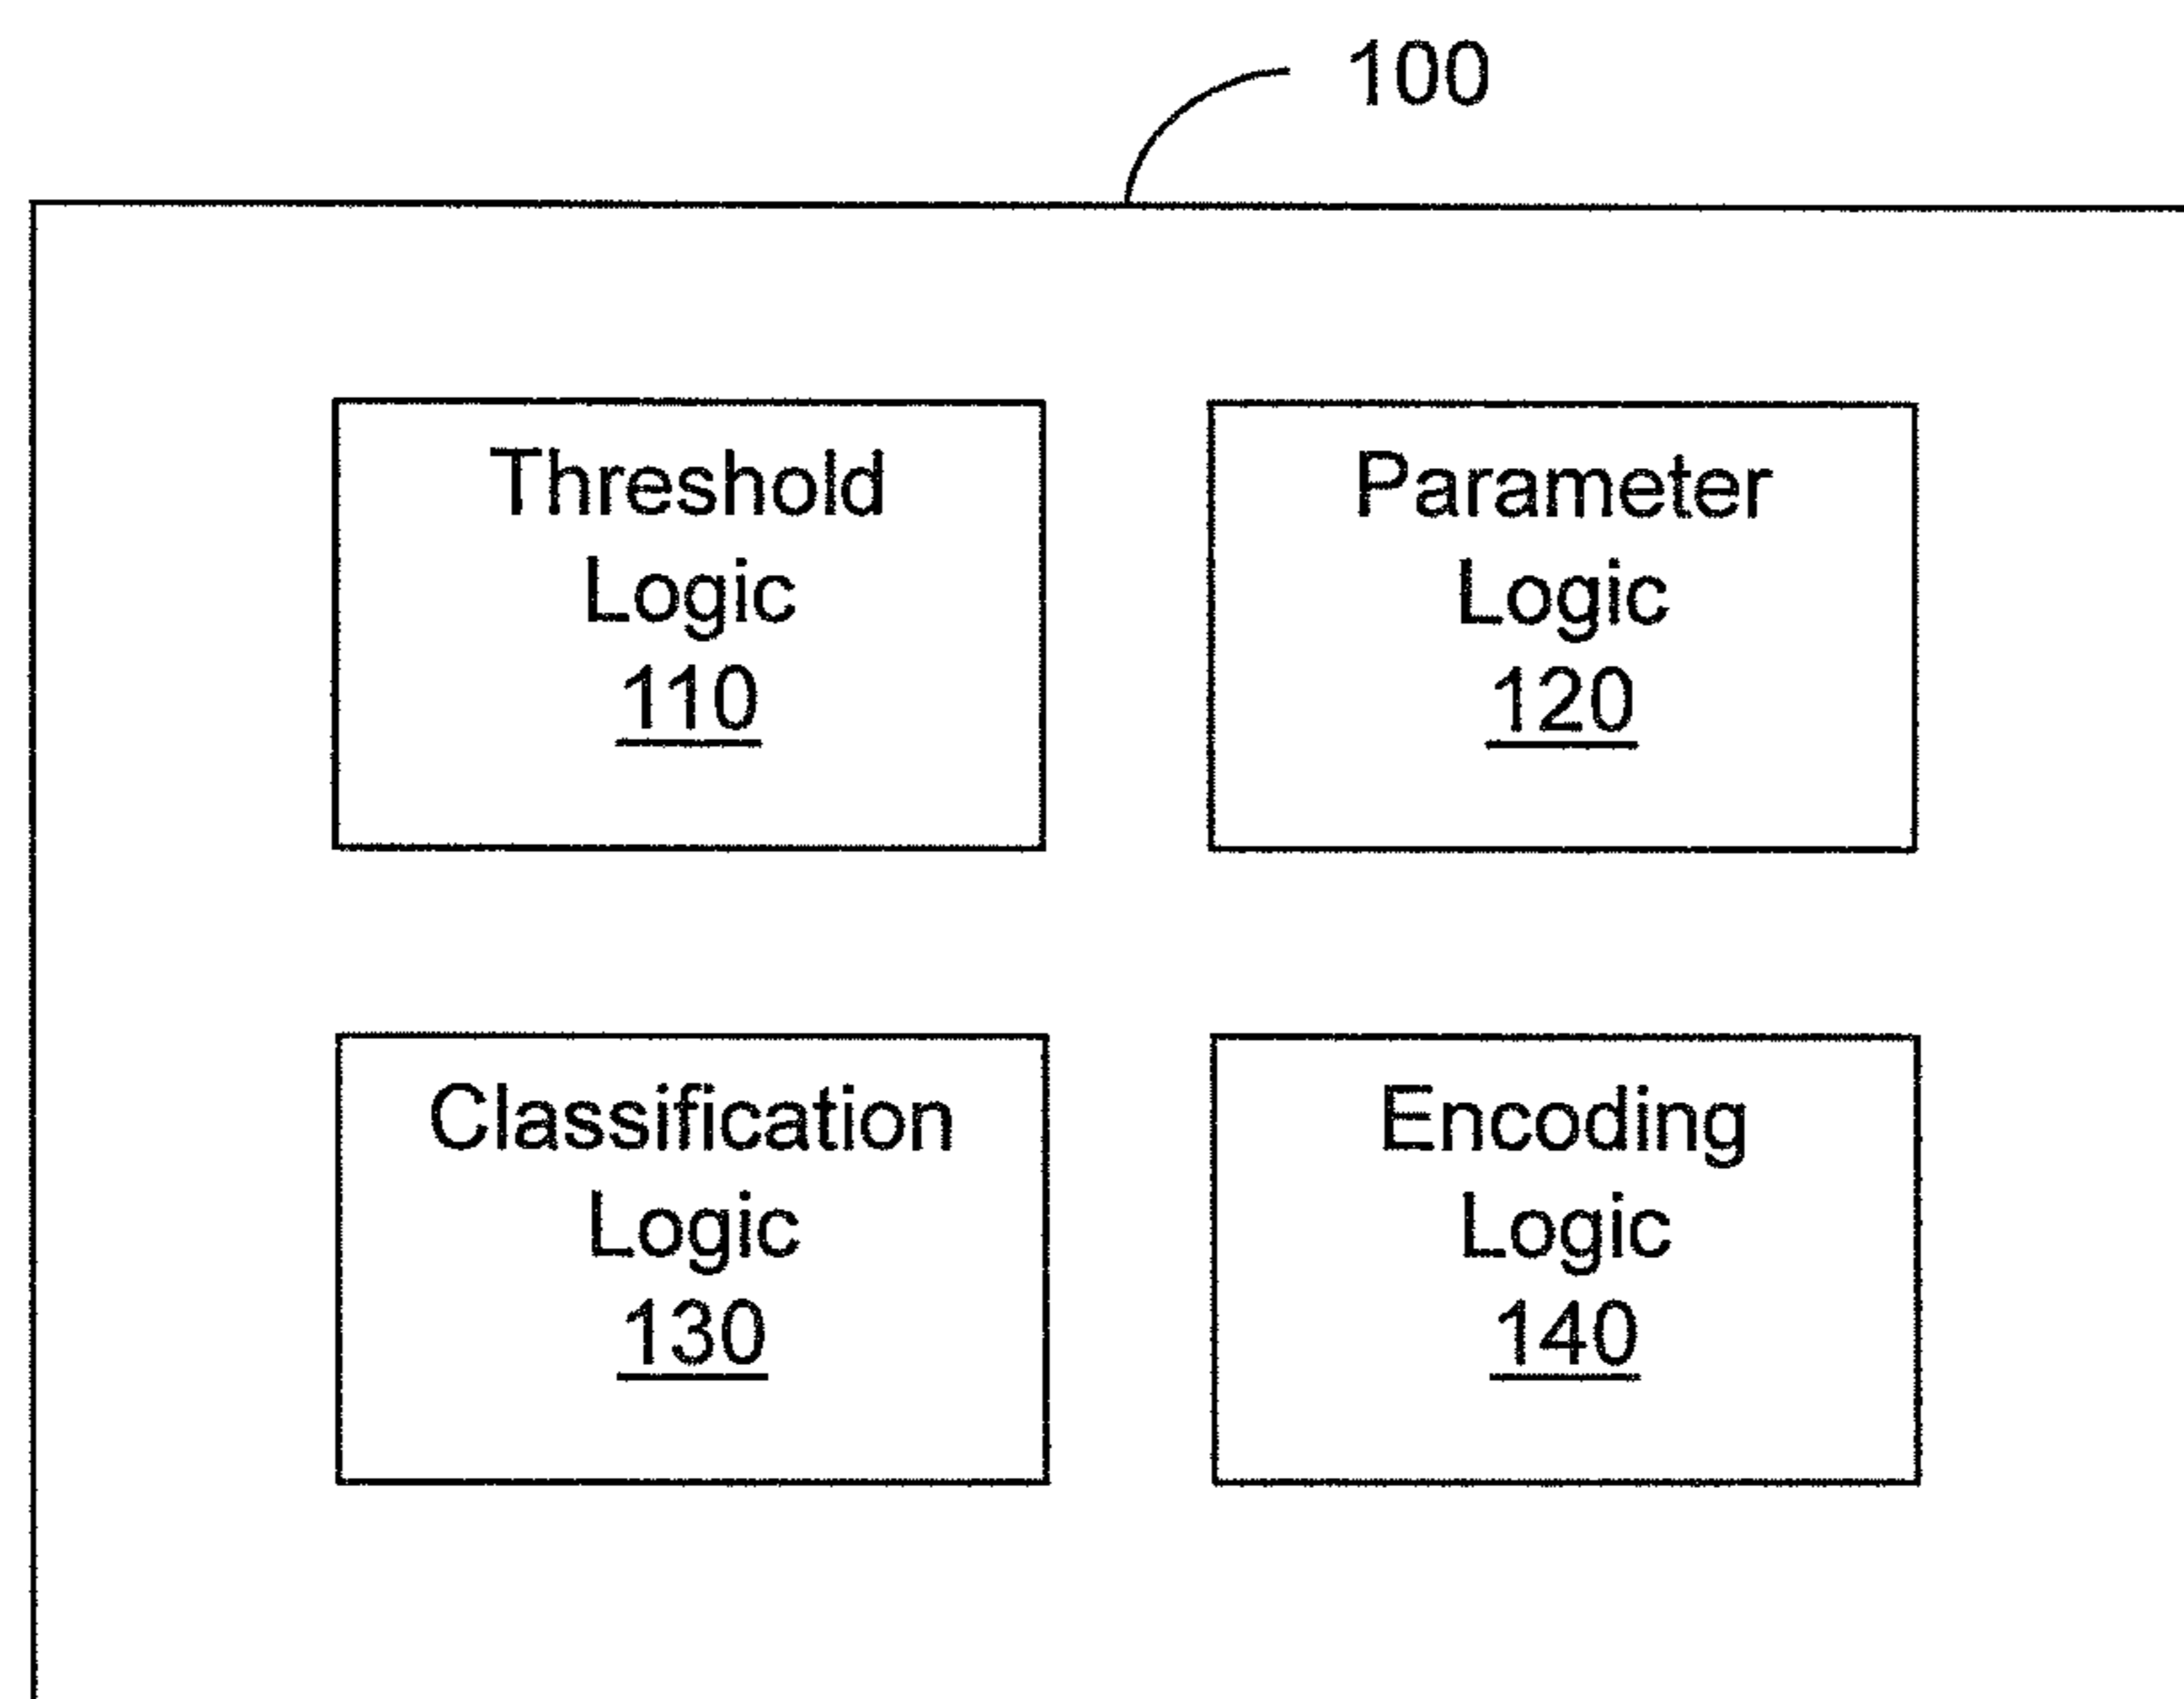 100
Threshold
Logic
110
Parameter
Logic
120
Classification
Logic
130
Encoding
Logic
140